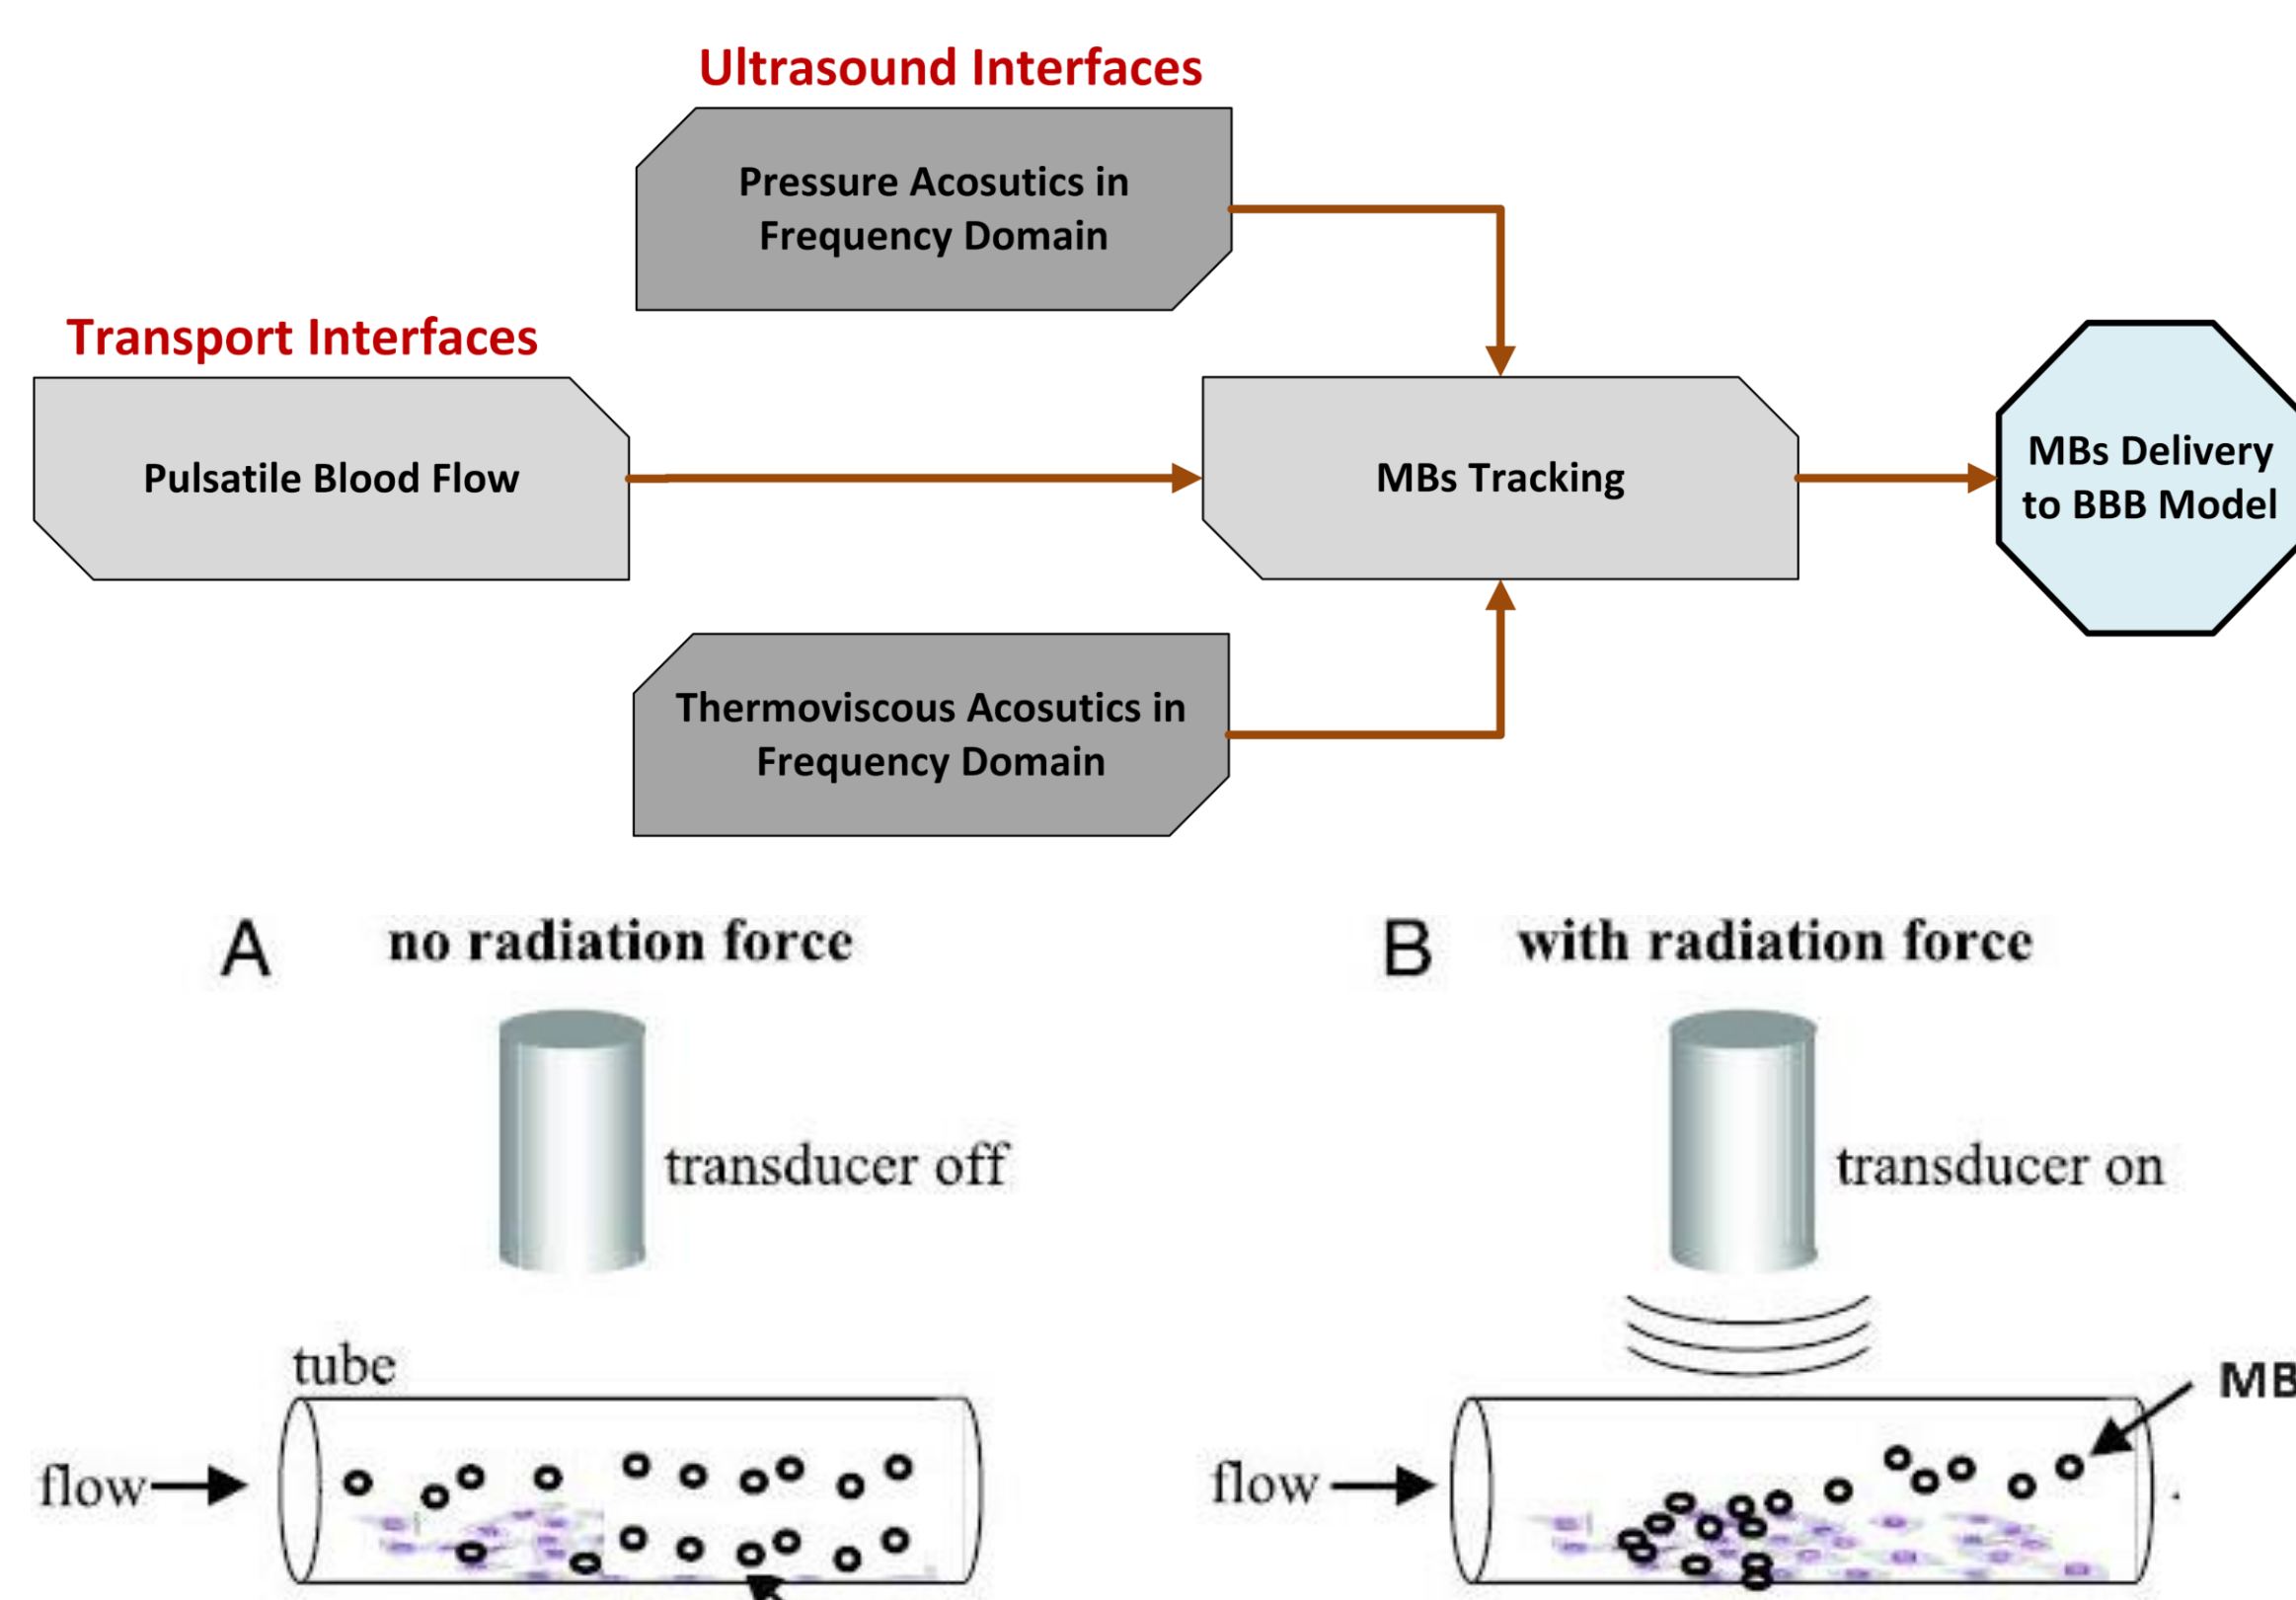 Ultrasound Interfaces
Pressure Acosutics in
Frequency Domain
Transport Interfaces
Pulsatile Blood Flow
MBs Tracking
MBs Delivery
to BBB Model
Thermoviscous Acosutics in
Frequency Domain
A no radiation force
transducer off
tube
flow
B with radiation force
transducer on
MB
flow